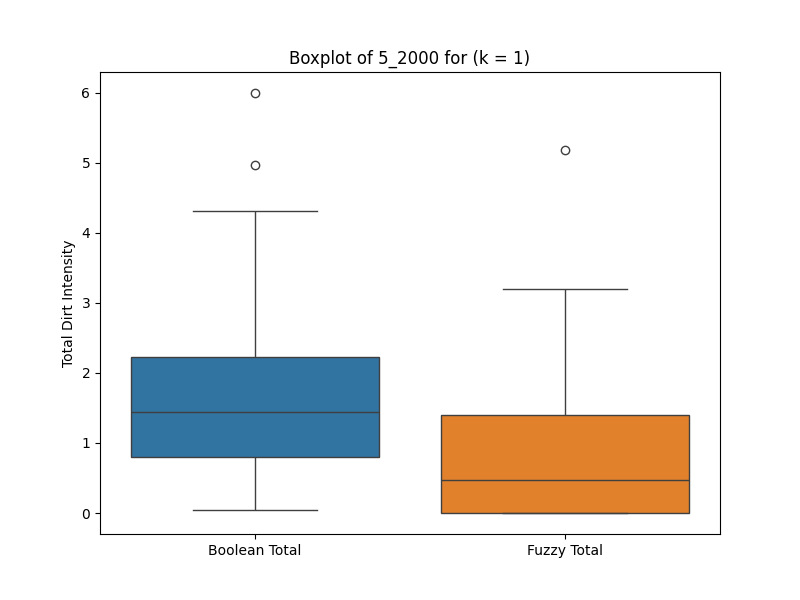 Boxplot of 5_2000 for (k = 1)
Total Dirt Intensity
6
5
4
3
2
1
0
Boolean Total
Fuzzy Total